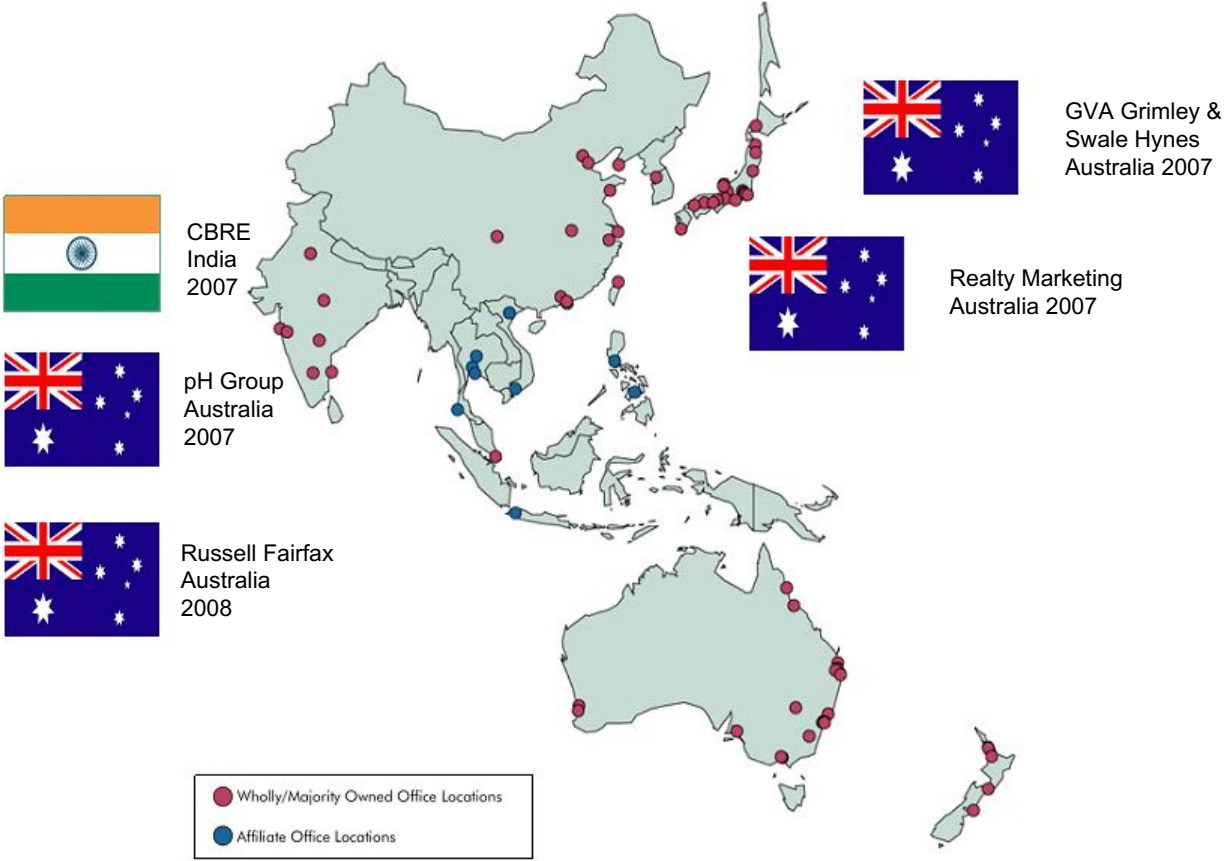 GVA Grimley &
Swale Hynes
Australia 2007
CBRE
India
2007
Realty Marketing
Australia 2007
pH Group
Australia
2007
Russell Fairfax
Australia
2008
Wholly/Majority Owned Office Locations
Affiliate Office Locations